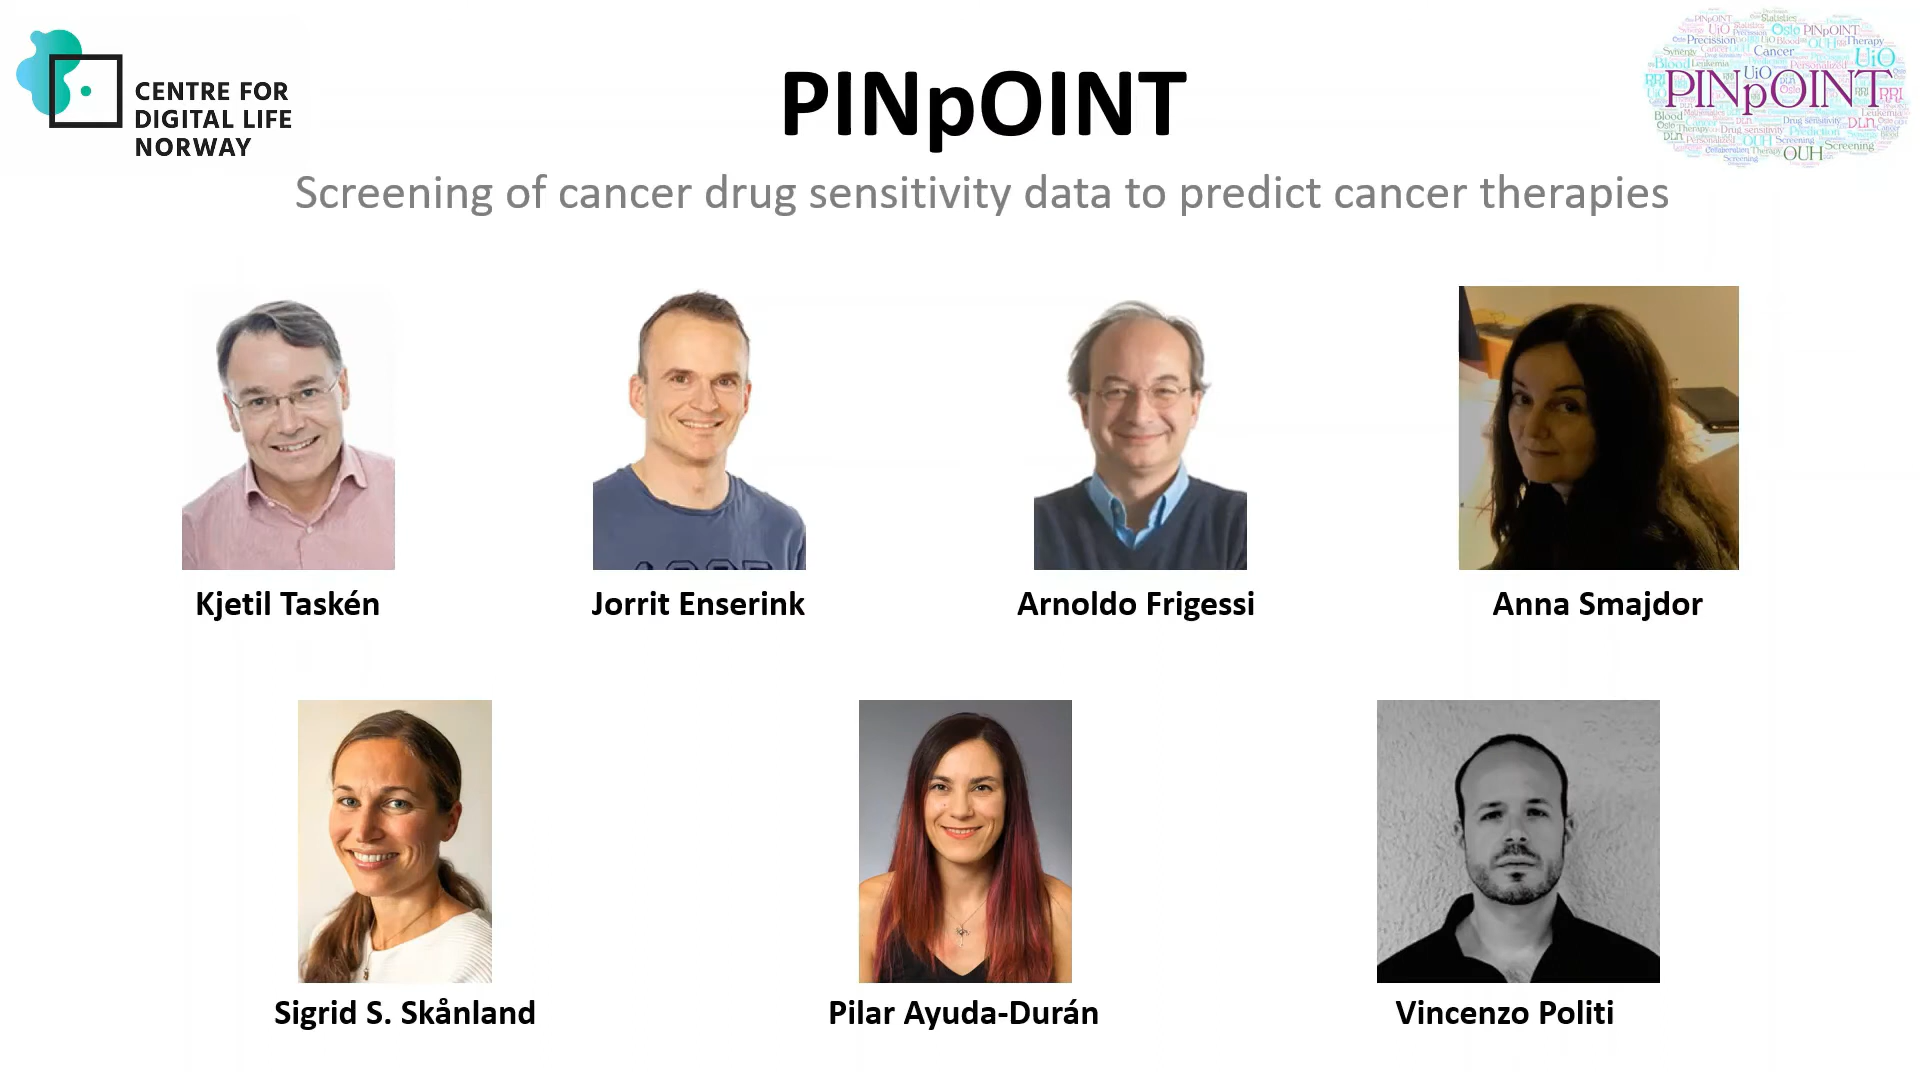 CENTRE FOR
DIGITAL LIFE
NORWAY
PINpOINT
PINpOINT
Screening of cancer drug sensitivity data to predict cancer therapies
Kjetil Taskén
Jorrit Enserink
Arnoldo Frigessi
Anna Smajdor
Sigrid S. Skånland
Pilar Ayuda-Durán
Vincenzo Politi